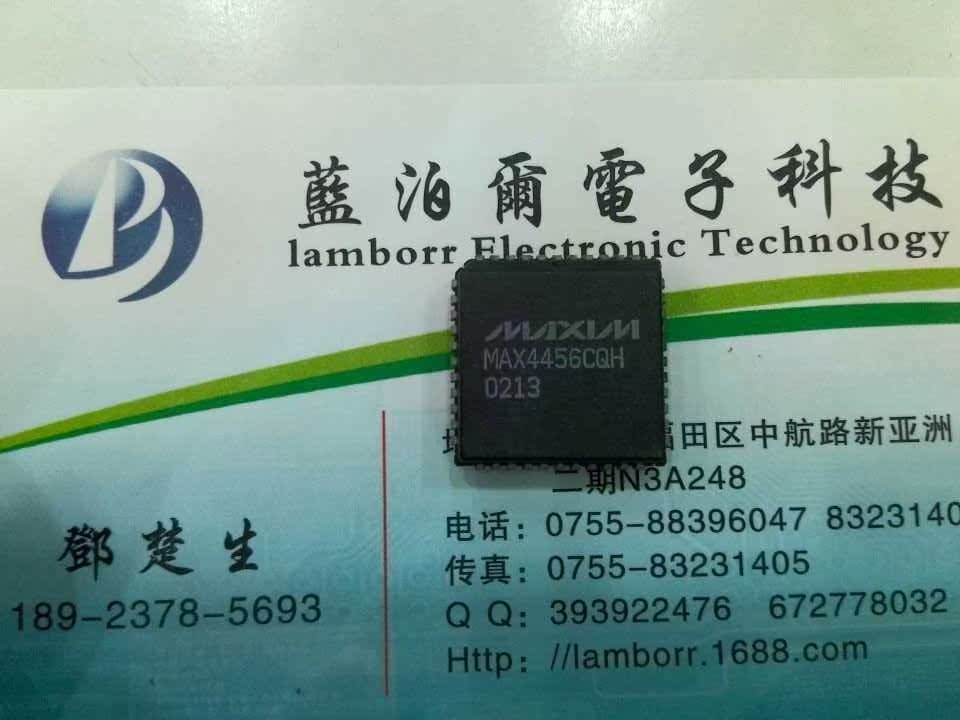 藍泊爾電子科技
lamborr Electronic Technology
MAXIM
MAX4456CQH
0213
田区中航路新亚洲
二期N3A248
鄧楚生
189-2378-5693
电话：0755-88396047 8323140
传真：0755-83231405
QQ：393922476 672778032
Http：//lamborr.1688.com